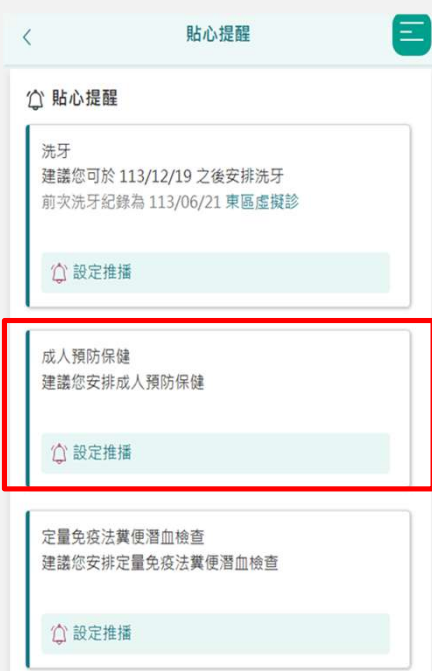 貼心提醒
貼心提醒
洗牙
建議您可於 113/12/19 之後安排洗牙
前次洗牙紀錄為 113/06/21 東區虛擬診
設定推播
成人預防保健
建議您安排成人預防保健
設定推播
定量免疫法糞便潛血檢查
建議您安排定量免疫法糞便潛血檢查
設定推播